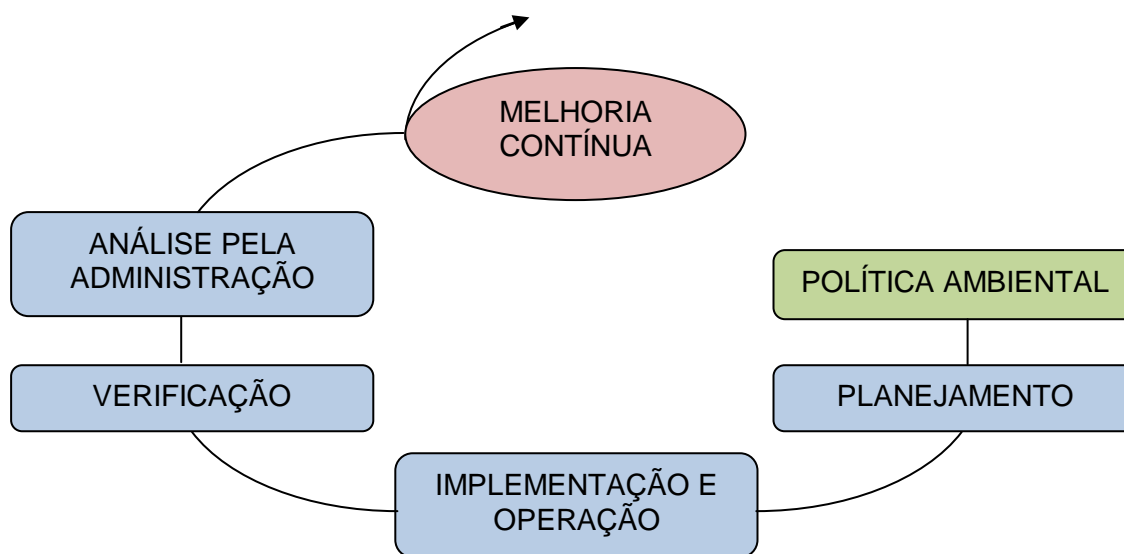 MELHORIA
CONTÍNUA
ANÁLISE PELA
ADMINISTRAÇÃO
POLÍTICA AMBIENTAL
VERIFICAÇÃO
PLANEJAMENTO
IMPLEMENTAÇÃO E
OPERAÇÃO